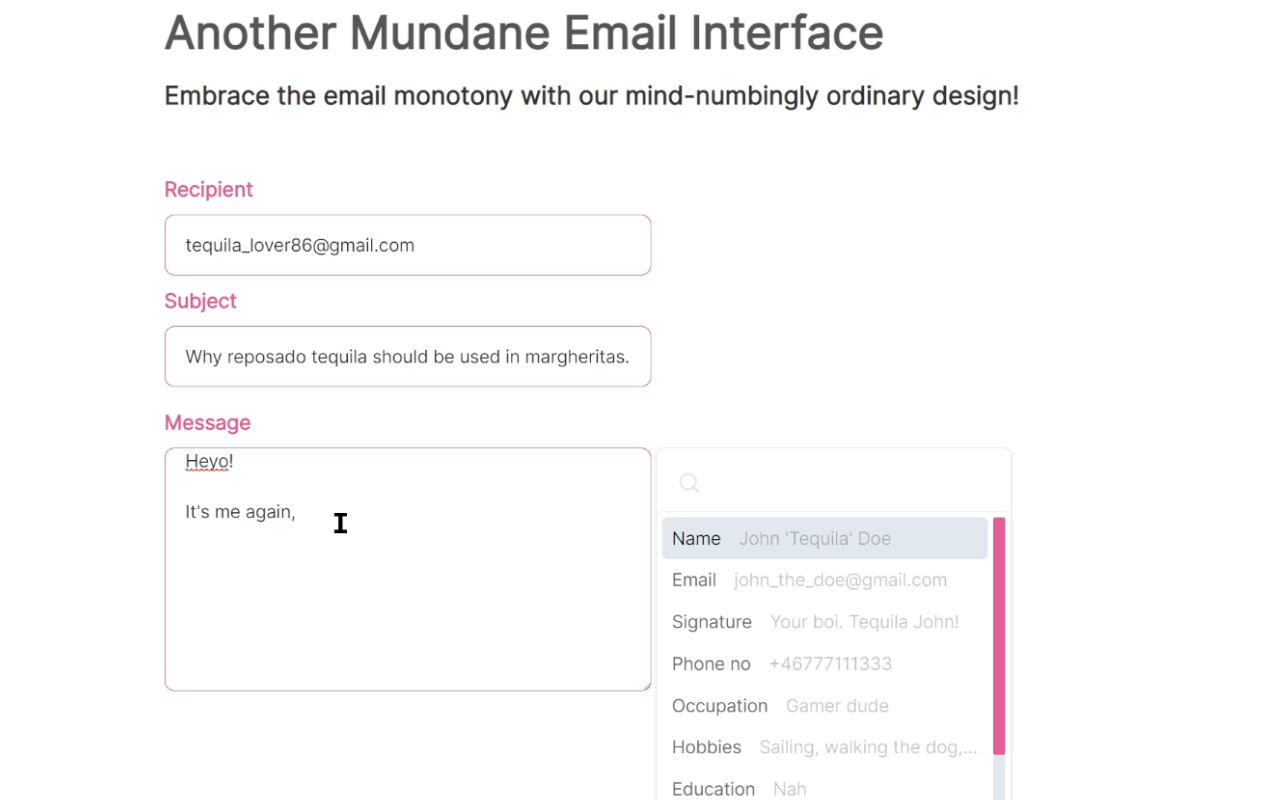 Another Mundane Email Interface
Embrace the email monotony with our mind-numbingly ordinary design!
Recipient
tequila_lover86@gmail.com
Subject
Why reposado tequila should be used in margheritas.
Message
Heyo!
It's me again,
Name John 'Tequila' Doe
Email john_the_doe@gmail.com
Signature Your boi. Tequila John!
Phone no +46777111333
Occupation Gamer dude
Hobbies Sailing, walking the dog,...
Education Nah